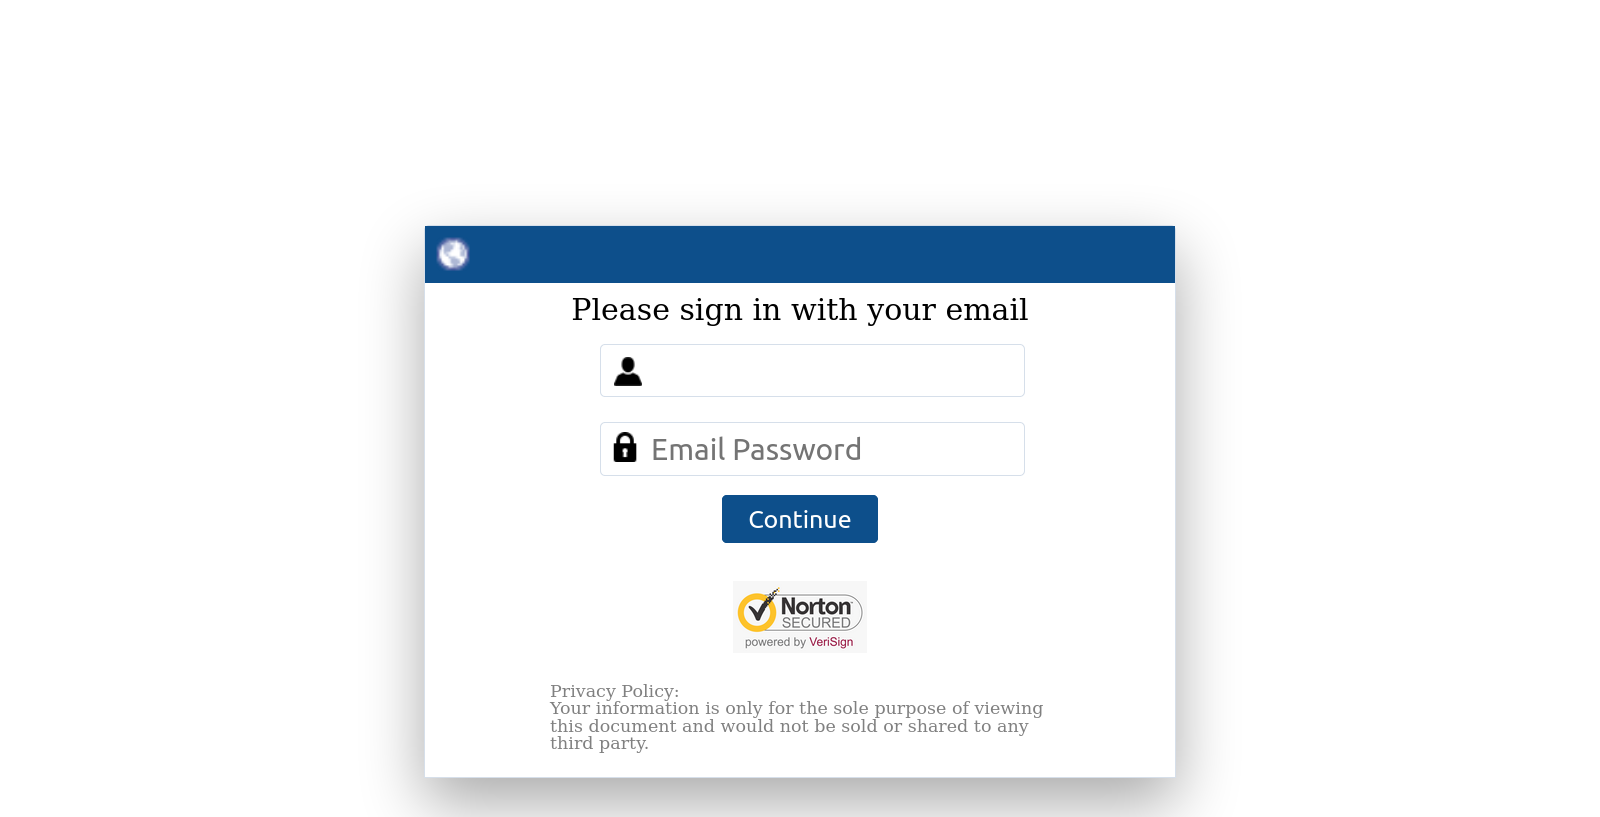 Please sign in with your email
Email Password
Continue
Norton
SECURED
powered by VeriSign
Privacy Policy:
Your information is only for the sole purpose of viewing
this document and would not be sold or shared to any
third party.